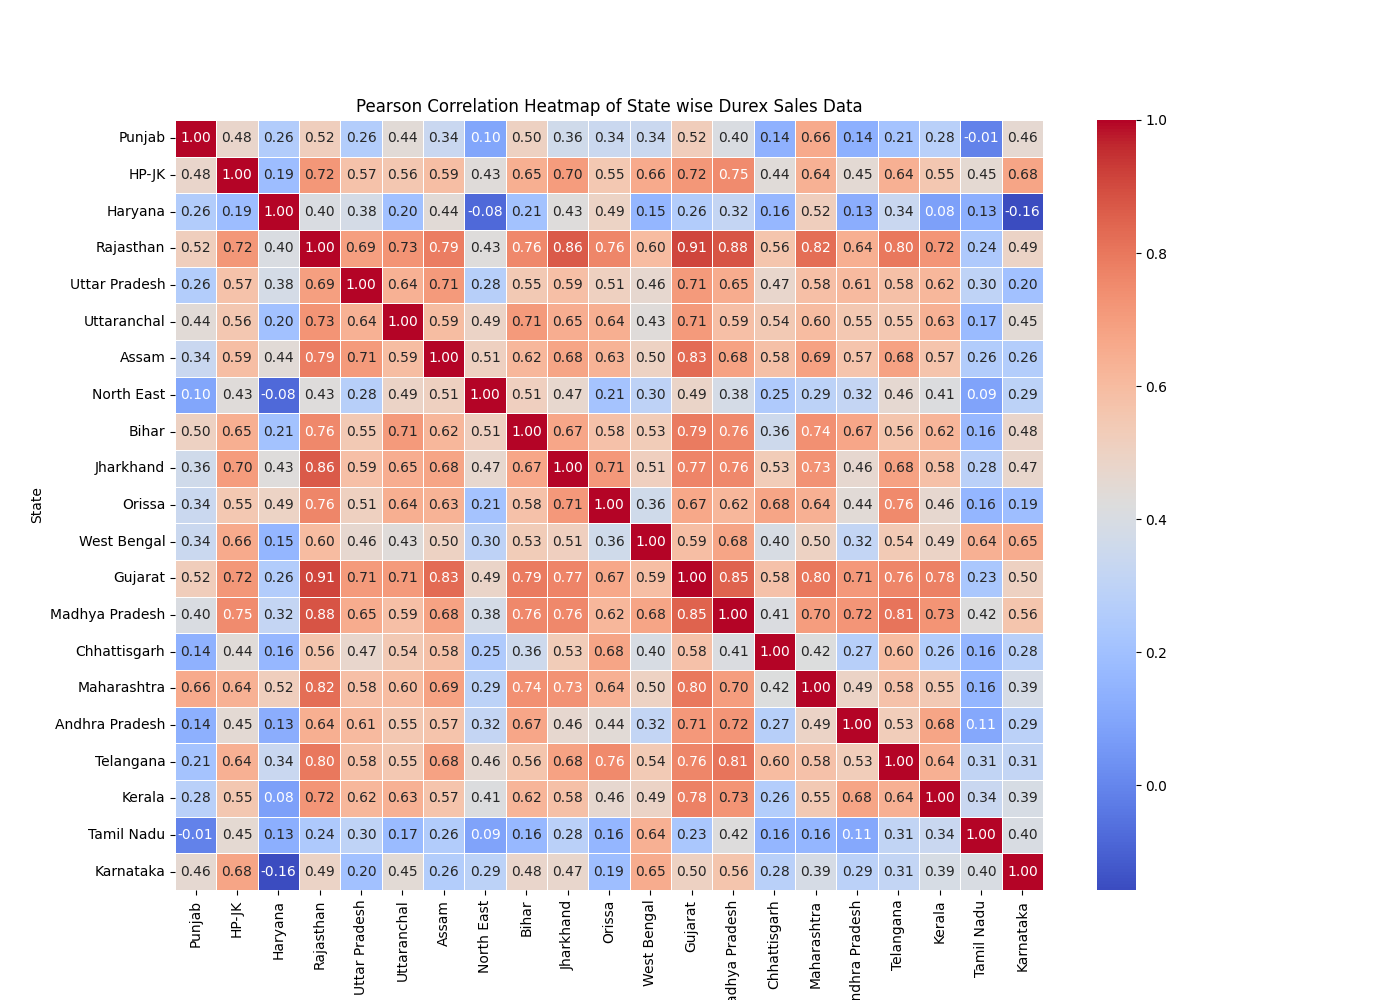 Pearson Correlation Heatmap of State wise Durex Sales Data
Punjab 1.00 0.48 0.26 0.52 0.26 0.44 0.34 0.10 0.50 0.36 0.34 0.34 0.52 0.40 0.14 0.66 0.14 0.21 0.28 -0.01 0.46
HP-JK 0.48 1.00 0.19 0.72 0.57 0.56 0.59 0.43 0.65 0.70 0.55 0.66 0.72 0.75 0.44 0.64 0.45 0.64 0.55 0.45 0.68
Haryana 0.26 0.19 1.00 0.40 0.38 0.20 0.44 -0.08 0.21 0.43 0.49 0.15 0.26 0.32 0.16 0.52 0.13 0.34 0.08 0.13 -0.16
Rajasthan 0.52 0.72 0.40 1.00 0.69 0.73 0.79 0.43 0.76 0.86 0.76 0.60 0.91 0.88 0.56 0.82 0.64 0.80 0.72 0.24 0.49
Uttar Pradesh 0.26 0.57 0.38 0.69 1.00 0.64 0.71 0.28 0.55 0.59 0.51 0.46 0.71 0.65 0.47 0.58 0.61 0.58 0.62 0.30 0.20
Uttaranchal 0.44 0.56 0.20 0.73 0.64 1.00 0.59 0.49 0.71 0.65 0.64 0.43 0.71 0.59 0.54 0.60 0.55 0.55 0.63 0.17 0.45
Assam 0.34 0.59 0.44 0.79 0.71 0.59 1.00 0.51 0.62 0.68 0.63 0.50 0.83 0.68 0.58 0.69 0.57 0.68 0.57 0.26 0.26
North East 0.10 0.43 -0.08 0.43 0.28 0.49 0.51 1.00 0.51 0.47 0.21 0.30 0.49 0.38 0.25 0.29 0.32 0.46 0.41 0.09 0.29
Bihar 0.50 0.65 0.21 0.76 0.55 0.71 0.62 0.51 1.00 0.67 0.58 0.53 0.79 0.76 0.36 0.74 0.67 0.56 0.62 0.16 0.48
Jharkhand 0.36 0.70 0.43 0.86 0.59 0.65 0.68 0.47 0.67 1.00 0.71 0.51 0.77 0.76 0.53 0.73 0.46 0.68 0.58 0.28 0.47
Orissa 0.34 0.55 0.49 0.76 0.51 0.64 0.63 0.21 0.58 0.71 1.00 0.36 0.67 0.62 0.68 0.64 0.44 0.76 0.46 0.16 0.19
West Bengal 0.34 0.66 0.15 0.60 0.46 0.43 0.50 0.30 0.53 0.51 0.36 1.00 0.59 0.68 0.40 0.50 0.32 0.54 0.49 0.64 0.65
Gujarat 0.52 0.72 0.26 0.91 0.71 0.71 0.83 0.49 0.79 0.77 0.67 0.59 1.00 0.85 0.58 0.80 0.71 0.76 0.78 0.23 0.50
Madhya Pradesh 0.40 0.75 0.32 0.88 0.65 0.59 0.68 0.38 0.76 0.76 0.62 0.68 0.85 1.00 0.41 0.70 0.72 0.81 0.73 0.42 0.56
Chhattisgarh 0.14 0.44 0.16 0.56 0.47 0.54 0.58 0.25 0.36 0.53 0.68 0.40 0.58 0.41 1.00 0.42 0.27 0.60 0.26 0.16 0.28
Maharashtra 0.66 0.64 0.52 0.82 0.58 0.60 0.69 0.29 0.74 0.73 0.64 0.50 0.80 0.70 0.42 1.00 0.49 0.58 0.55 0.16 0.39
Andhra Pradesh 0.14 0.45 0.13 0.64 0.61 0.55 0.57 0.32 0.67 0.46 0.44 0.32 0.71 0.72 0.27 0.49 1.00 0.53 0.68 0.11 0.29
Telangana 0.21 0.64 0.34 0.80 0.58 0.55 0.68 0.46 0.56 0.68 0.76 0.54 0.76 0.81 0.60 0.58 0.53 1.00 0.64 0.31 0.31
Kerala 0.28 0.55 0.08 0.72 0.62 0.63 0.57 0.41 0.62 0.58 0.46 0.49 0.78 0.73 0.26 0.55 0.68 0.64 1.00 0.34 0.39
Tamil Nadu -0.01 0.45 0.13 0.24 0.30 0.17 0.26 0.09 0.16 0.28 0.16 0.64 0.23 0.42 0.16 0.16 0.11 0.31 0.34 1.00 0.40
Karnataka 0.46 0.68 -0.16 0.49 0.20 0.45 0.26 0.29 0.48 0.47 0.19 0.65 0.50 0.56 0.28 0.39 0.29 0.31 0.39 0.40 1.00
State
Punjab
HP-JK
Haryana
Rajasthan
Uttar Pradesh
Uttaranchal
Assam
North East
Bihar
Jharkhand
Orissa
West Bengal
Gujarat
adhya Pradesh
Chhattisgarh
Maharashtra
ndhra Pradesh
Telangana
Kerala
Tamil Nadu
Karnataka
1.0
0.8
0.6
0.4
0.2
0.0